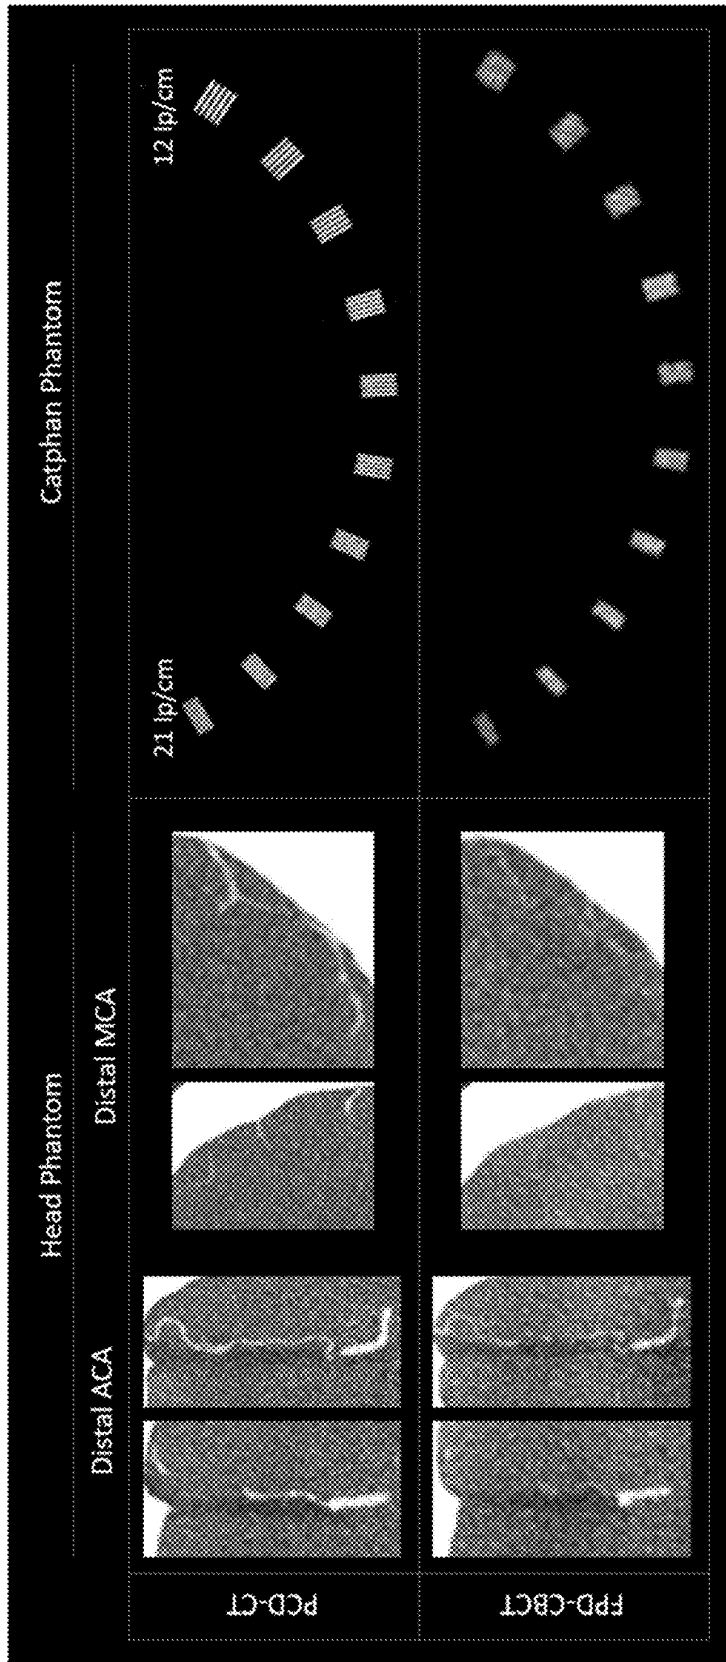 Head Phantom
Catphan Phantom
Distal ACA
Distal MCA
21 lp/cm
12 lp/cm
PCD-CT
FPD-CBCT